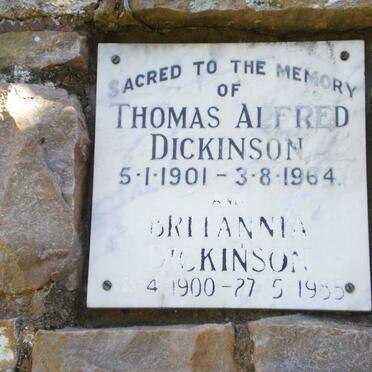 SACRED TO THE MEMORY
OF
THOMAS ALFRED
DICKINSON
5·1·1901 – 3·8·1964.
AND
BRITANNIA
DICKINSON
4 1900 – 27 5 1985